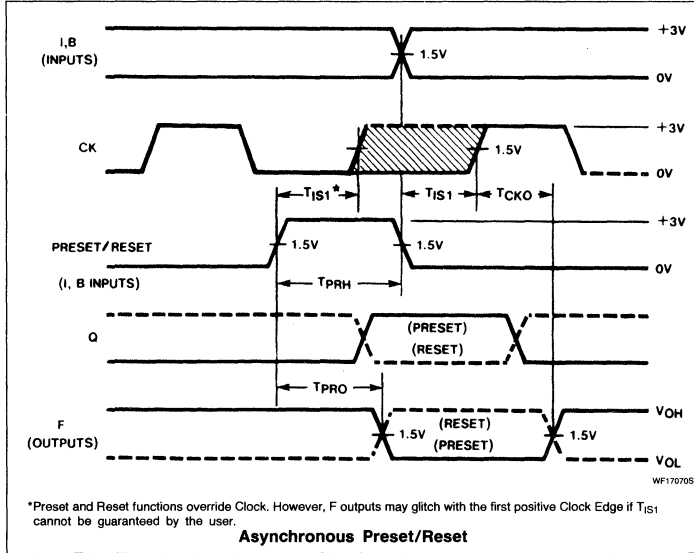 I,B
(INPUTS)
+3V
1.5V
0V
CK
+3V
1.5V
0V
TIS1*
TIS1
TCKO
PRESET/RESET
(I, B INPUTS)
+3V
1.5V
1.5V
0V
TPRH
Q
(PRESET)
(RESET)
TPRO
F
(OUTPUTS)
VOH
(RESET)
1.5V
1.5V
(PRESET)
VOL
WF17070S
*Preset and Reset functions override Clock. However, F outputs may glitch with the first positive Clock Edge if TIS1
cannot be guaranteed by the user.
Asynchronous Preset/Reset